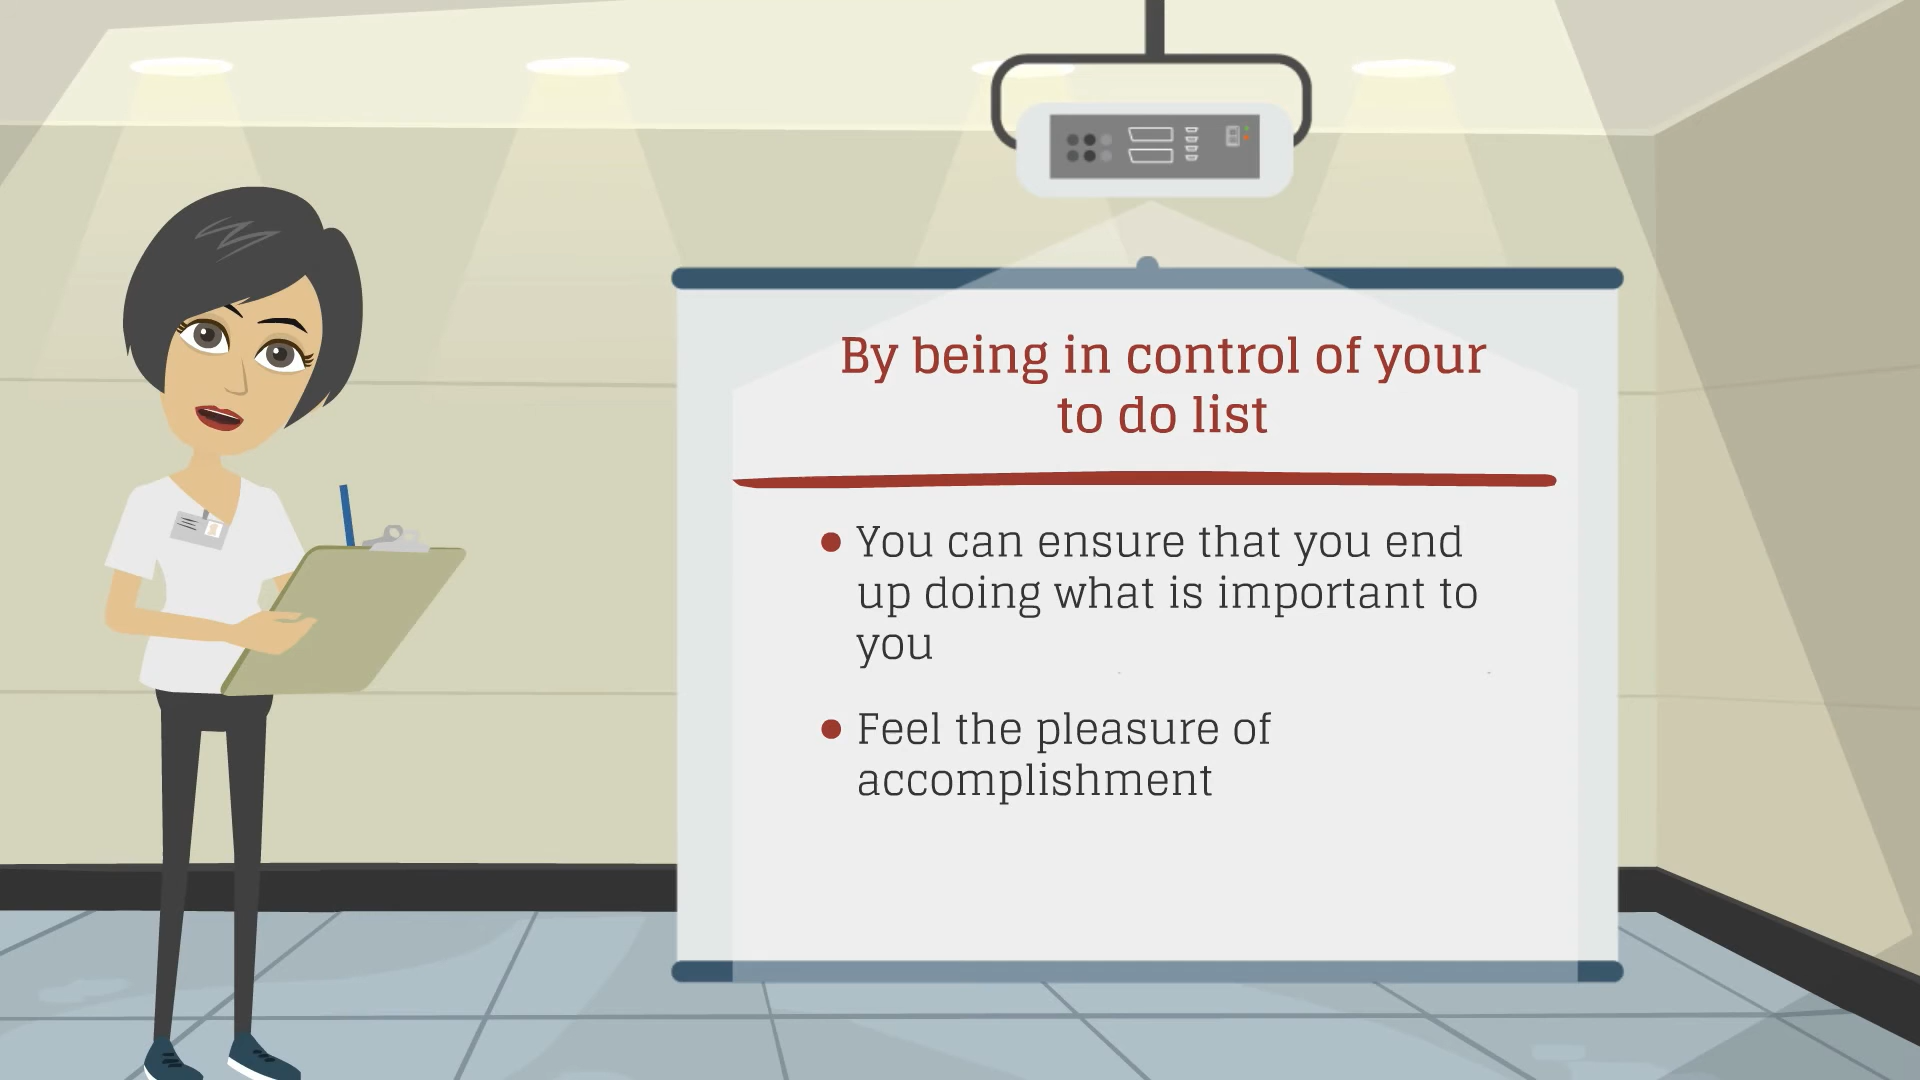 By being in control of your
to do list
You can ensure that you end
up doing what is important to
you
Feel the pleasure of
accomplishment